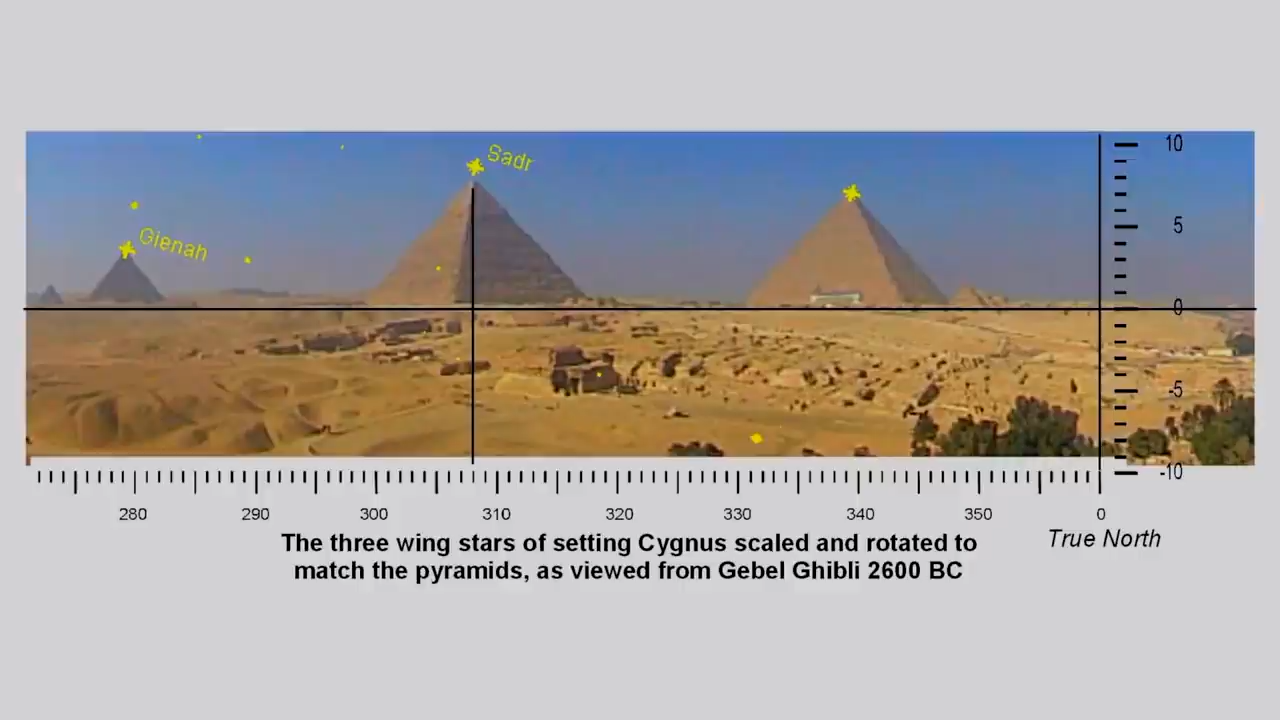 Sadr
Gienah
10
5
0
-5
-10
280 290 300 310 320 330 340 350 0
True North
The three wing stars of setting Cygnus scaled and rotated to
match the pyramids, as viewed from Gebel Ghibli 2600 BC